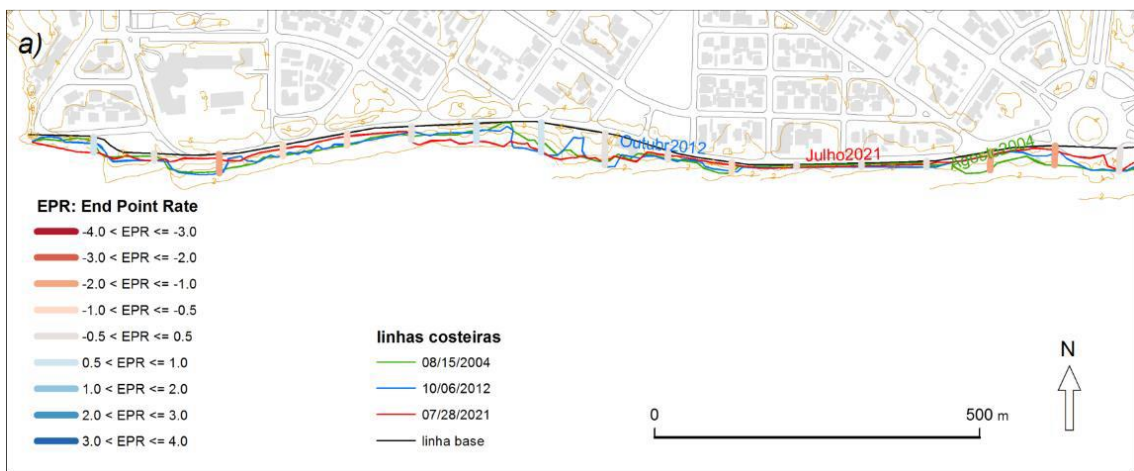 a)
Outubr2012
Julho2021
Agosto2004
EPR: End Point Rate
-4.0 < EPR <= -3.0
-3.0 < EPR <= -2.0
-2.0 < EPR <= -1.0
-1.0 < EPR <= -0.5
-0.5 < EPR <= 0.5
0.5 < EPR <= 1.0
1.0 < EPR <= 2.0
2.0 < EPR <= 3.0
3.0 < EPR <= 4.0
linhas costeiras
08/15/2004
10/06/2012
07/28/2021
linha base
0 500 m
N